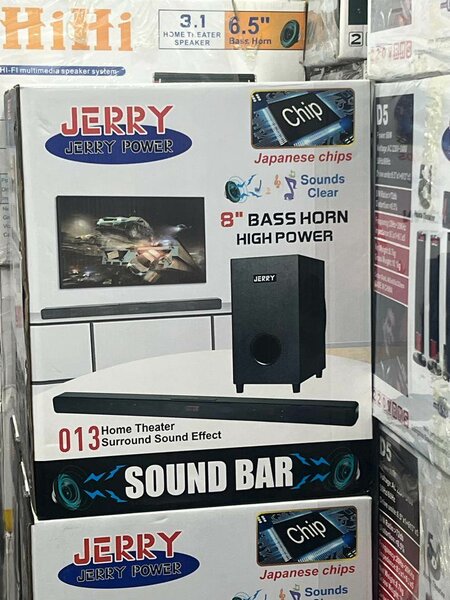 HiHi
3.1
HOME THEATER
SPEAKER
6.5"
Bass Horn
2
HI-FI multimedia speaker system
JERRY
JERRY POWER
Chip
Japanese chips
Sounds
Clear
8" BASS HORN
HIGH POWER
JERRY
013 Home Theater
Surround Sound Effect
SOUND BAR
D5
D5
JERRY
JERRY POWER
Chip
Japanese chips
Sounds